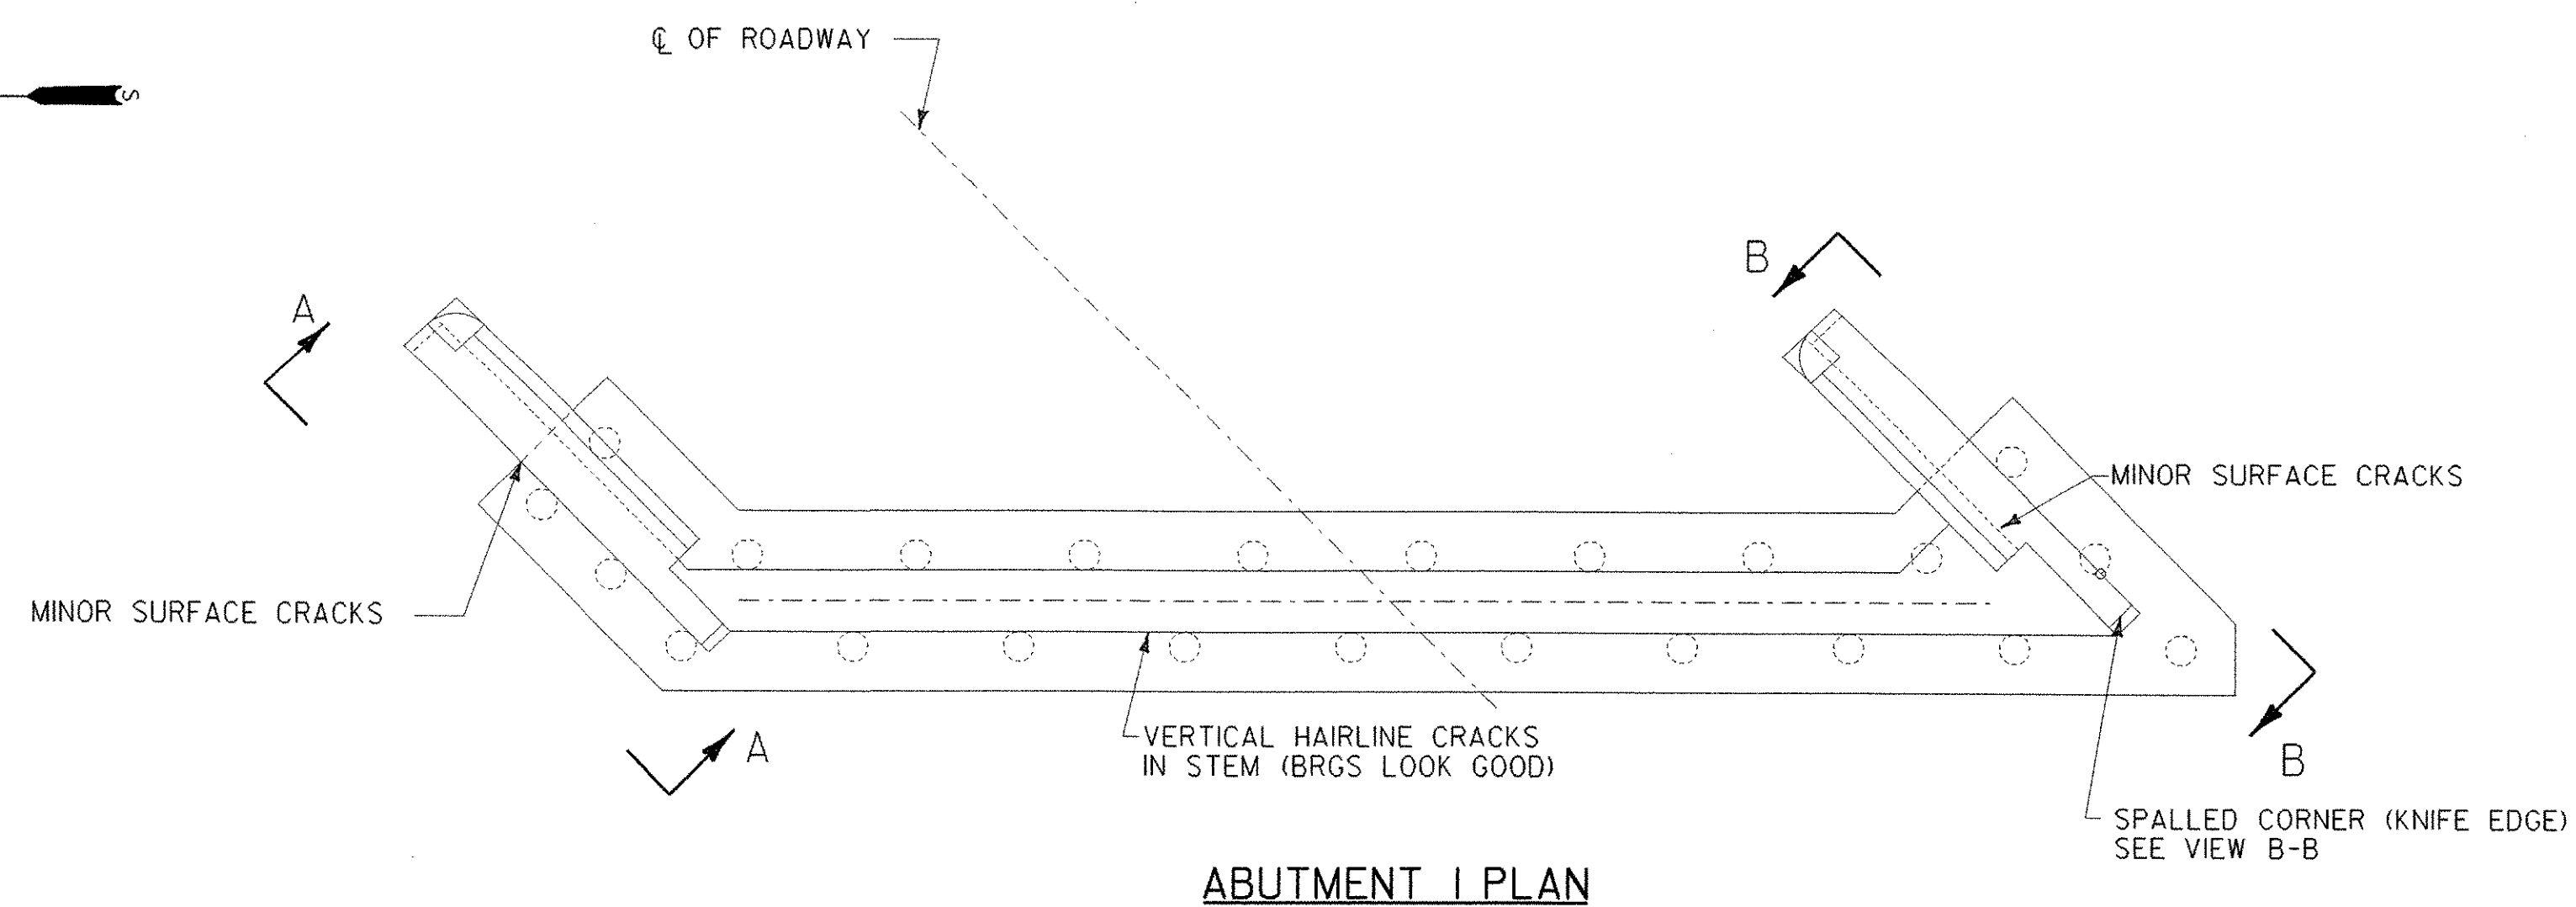 ℄ OF ROADWAY
S
A
B
MINOR SURFACE CRACKS
MINOR SURFACE CRACKS
A
VERTICAL HAIRLINE CRACKS
IN STEM (BRGS LOOK GOOD)
B
SPALLED CORNER (KNIFE EDGE)
SEE VIEW B-B
ABUTMENT 1 PLAN